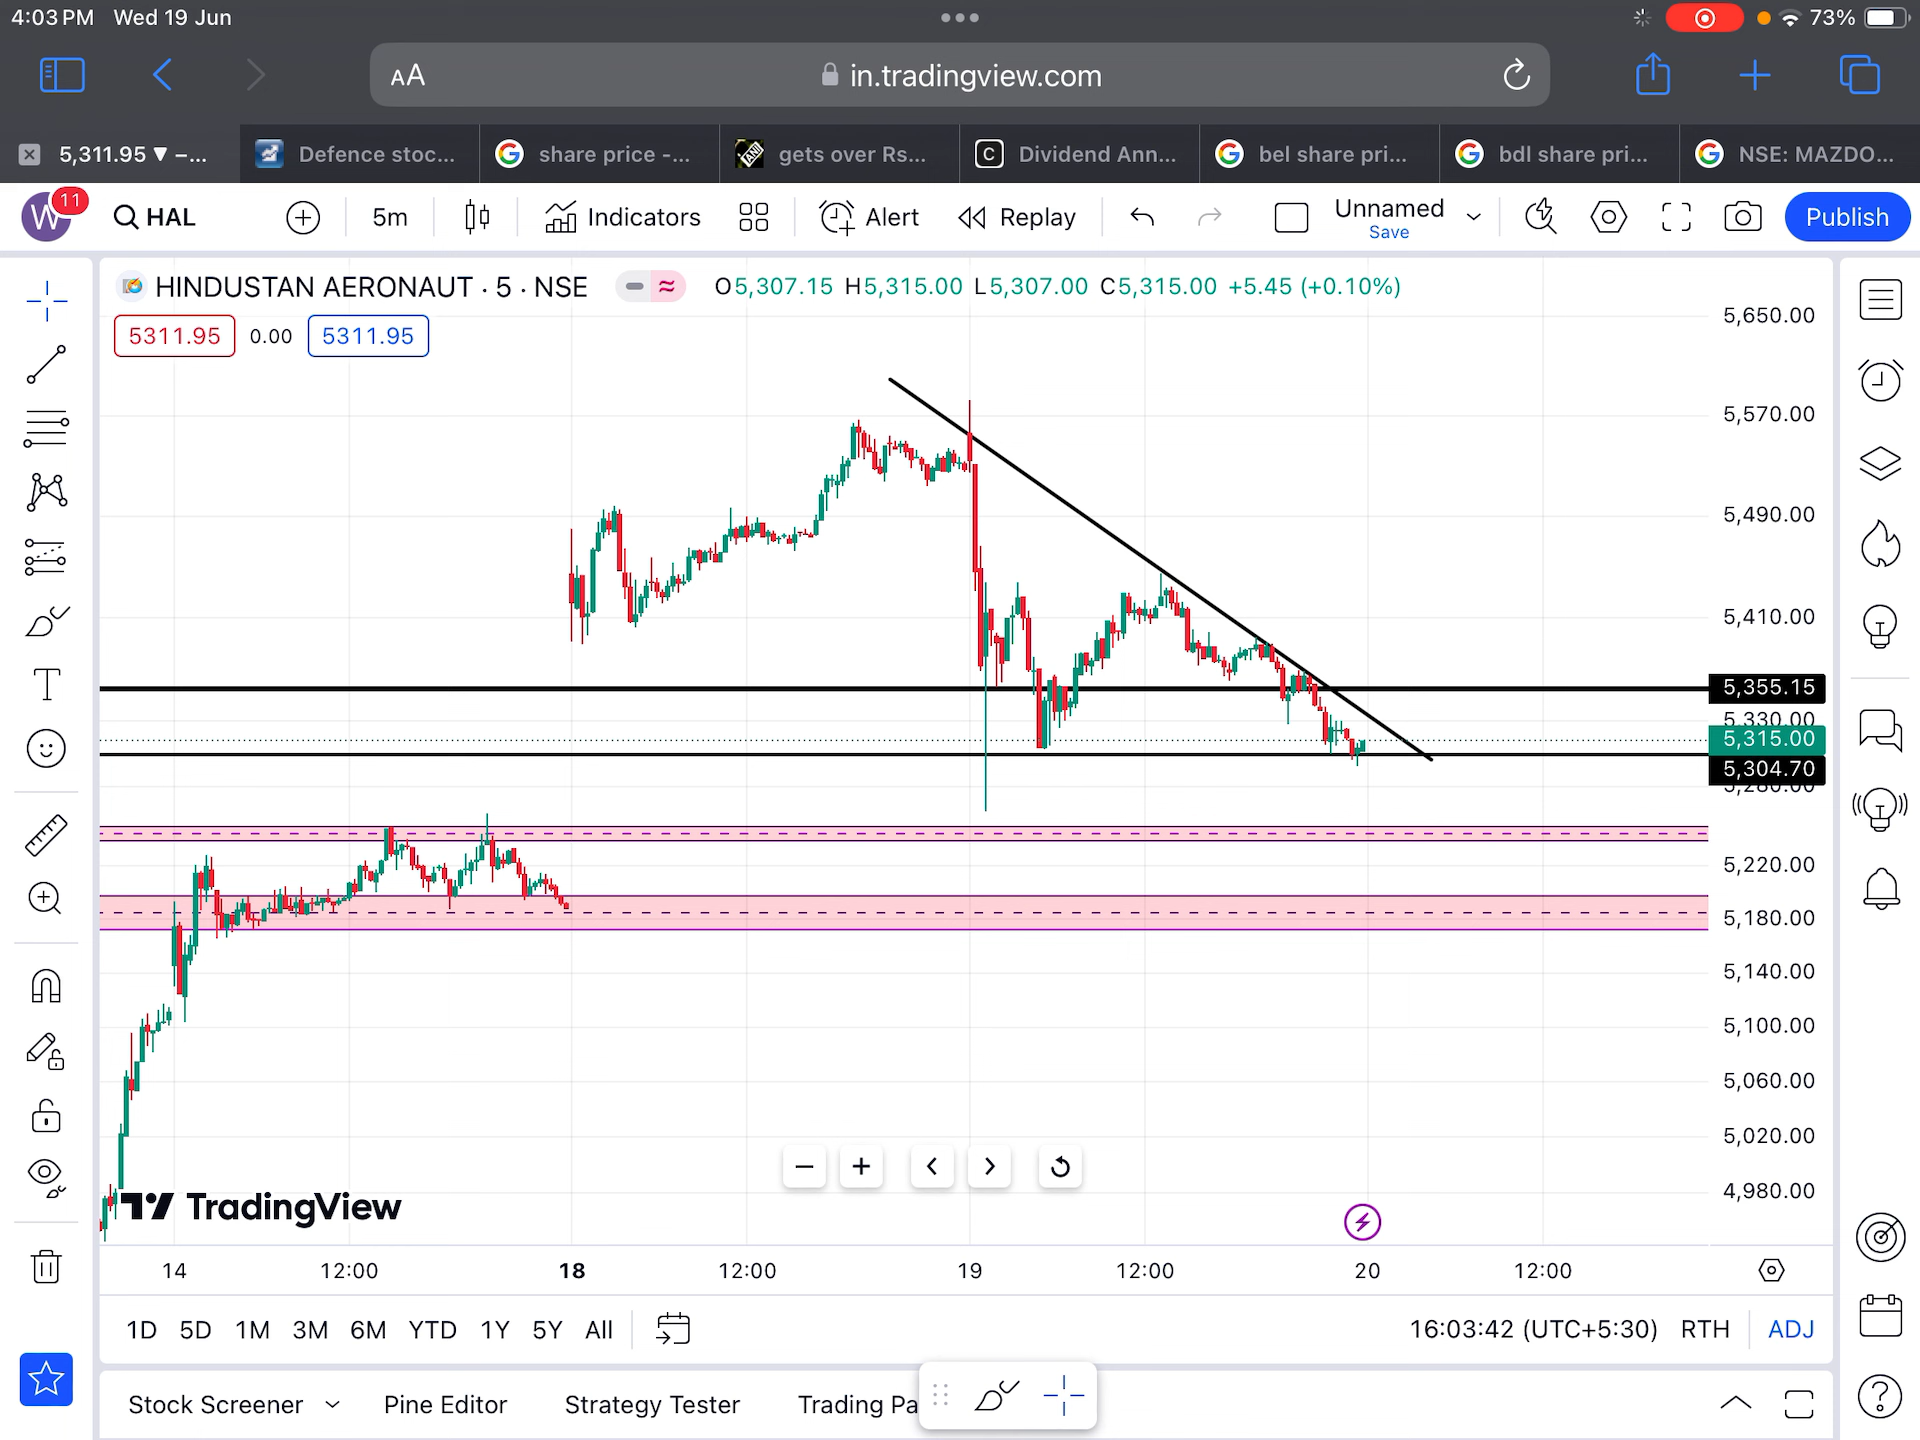 4:03 PM Wed 19 Jun
73%
AA
in.tradingview.com
5,311.95 ▼ −...
Defence stoc...
share price -...
gets over Rs...
Dividend Ann...
bel share pri...
bdl share pri...
NSE: MAZDO...
W 11
HAL
5m
Indicators
Alert
Replay
Unnamed
Save
Publish
HINDUSTAN AERONAUT · 5 · NSE
O5,307.15 H5,315.00 L5,307.00 C5,315.00 +5.45 (+0.10%)
5311.95 0.00 5311.95
5,650.00
5,570.00
5,490.00
5,410.00
5,355.15
5,330.00
5,315.00
5,304.70
5,280.00
5,220.00
5,180.00
5,140.00
5,100.00
5,060.00
5,020.00
4,980.00
TradingView
14 12:00 18 12:00 19 12:00 20 12:00
1D 5D 1M 3M 6M YTD 1Y 5Y All
16:03:42 (UTC+5:30) RTH ADJ
Stock Screener Pine Editor Strategy Tester Trading Pa